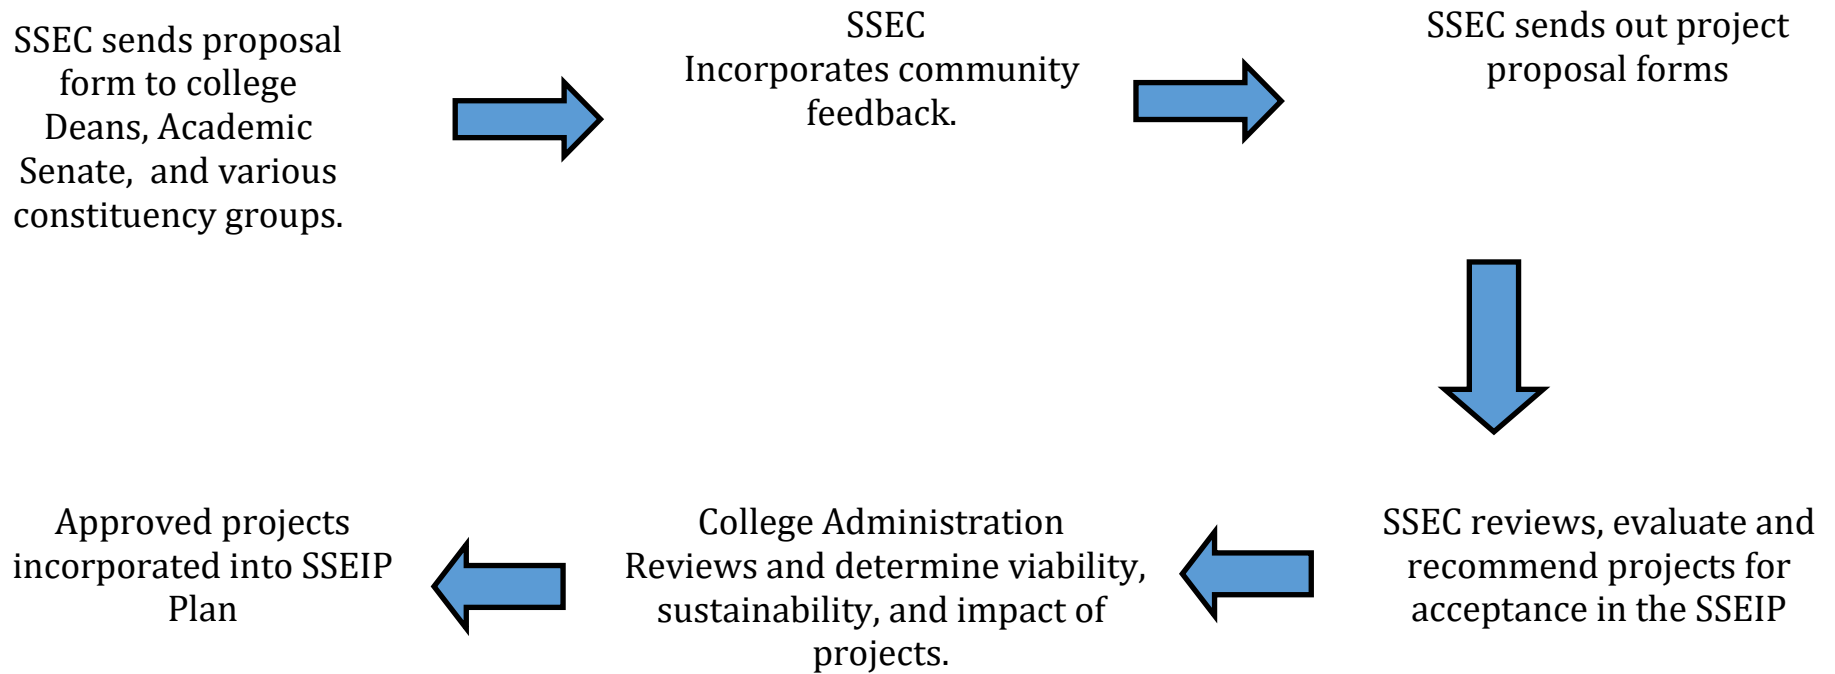 SSEC sends proposal
form to college
Deans, Academic
Senate,  and various
constituency groups.
SSEC
Incorporates community
feedback.
SSEC sends out project
proposal forms
SSEC reviews, evaluate and
recommend projects for
acceptance in the SSEIP
College Administration
Reviews and determine viability,
sustainability, and impact of
projects.
Approved projects
incorporated into SSEIP
Plan